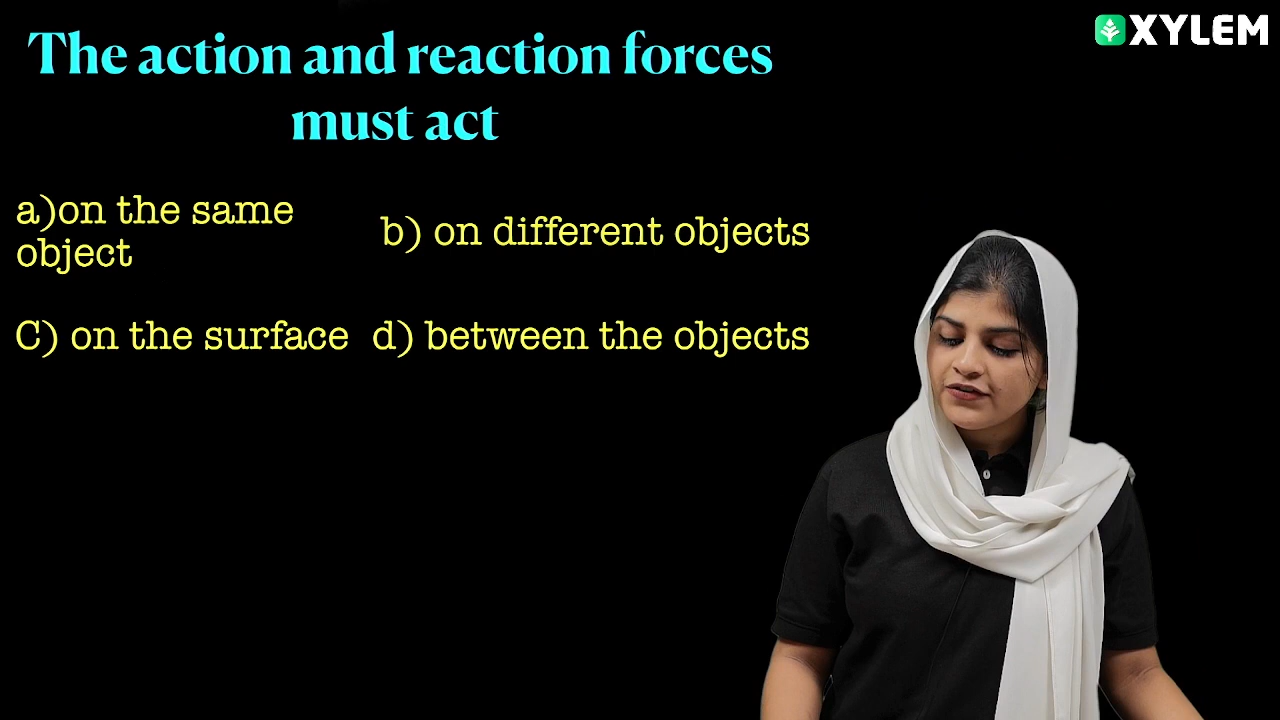 XYLEM
The action and reaction forces
must act
a)on the same
object
b) on different objects
C) on the surface
d) between the objects